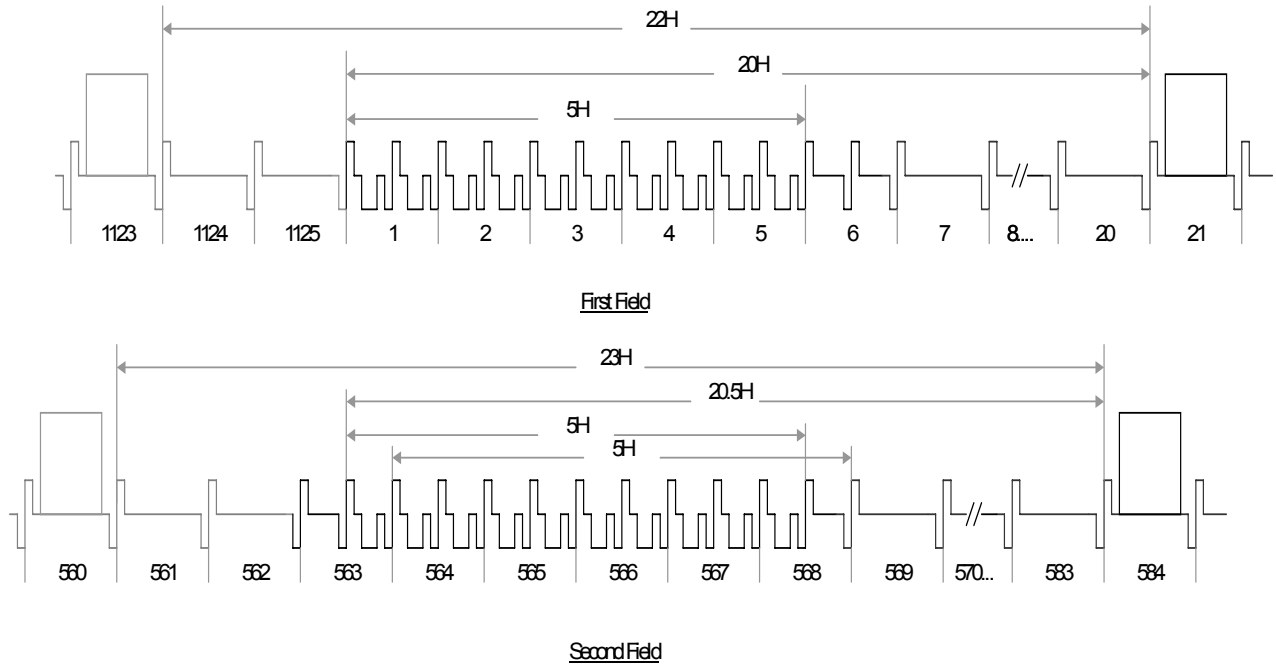 22H
20H
5H
1123 1124 1125 1 2 3 4 5 6 7 8.... 20 21
First Field
23H
20.5H
5H
5H
560 561 562 563 564 565 566 567 568 569 570... 583 584
Second Field